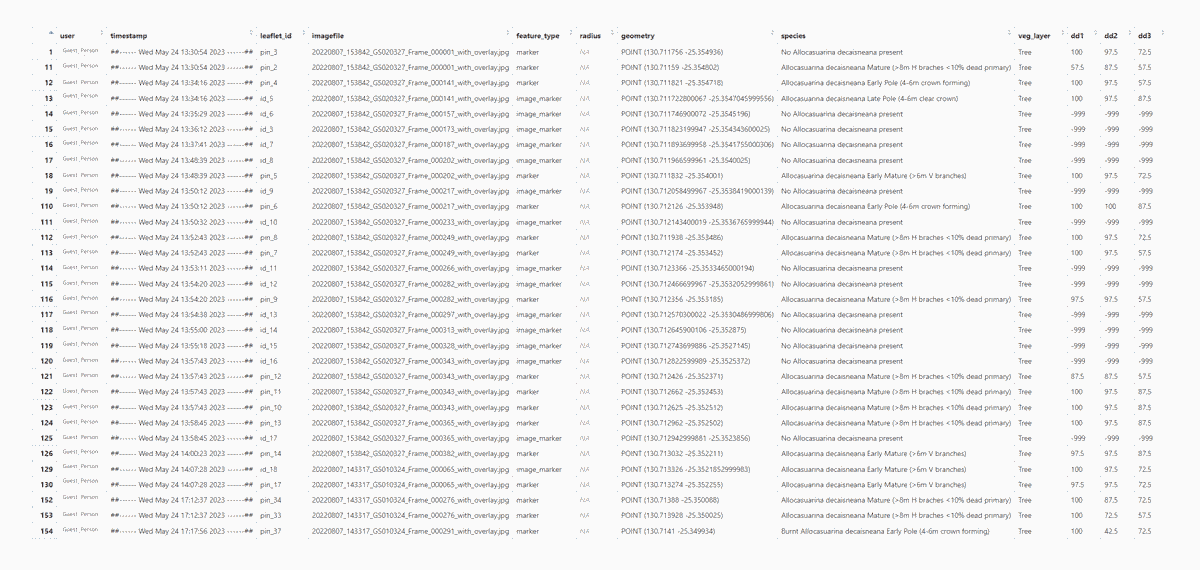 user timestamp leaflet_id imagefile feature_type radius geometry species veg_layer dd1 dd2 dd3
1 Guest_Person ##------ Wed May 24 13:30:54 2023 ------## pin_3 20220807_153842_GS020327_Frame_000001_with_overlay.jpg marker NA POINT (130.711756 -25.354936) No Allocasuarina decaisneana present Tree 100 97.5 72.5
11 Guest_Person ##------ Wed May 24 13:30:54 2023 ------## pin_2 20220807_153842_GS020327_Frame_000001_with_overlay.jpg marker NA POINT (130.71159 -25.354802) Allocasuarina decaisneana Mature (>8m H braches <10% dead primary) Tree 57.5 87.5 57.5
12 Guest_Person ##------ Wed May 24 13:34:16 2023 ------## pin_4 20220807_153842_GS020327_Frame_000141_with_overlay.jpg marker NA POINT (130.711821 -25.354718) Allocasuarina decaisneana Early Pole (4-6m crown forming) Tree 100 97.5 72.5
13 Guest_Person ##------ Wed May 24 13:34:16 2023 ------## id_5 20220807_153842_GS020327_Frame_000141_with_overlay.jpg image_marker NA POINT (130.711722800067 -25.3547045999556) Allocasuarina decaisneana Late Pole (4-6m clear crown) Tree 100 97.5 87.5
14 Guest_Person ##------ Wed May 24 13:35:29 2023 ------## id_6 20220807_153842_GS020327_Frame_000157_with_overlay.jpg image_marker NA POINT (130.711746900072 -25.3545196) No Allocasuarina decaisneana present Tree -999 -999 -999
15 Guest_Person ##------ Wed May 24 13:36:12 2023 ------## id_3 20220807_153842_GS020327_Frame_000173_with_overlay.jpg image_marker NA POINT (130.711823199947 -25.354343600025) No Allocasuarina decaisneana present Tree -999 -999 -999
16 Guest_Person ##------ Wed May 24 13:37:41 2023 ------## id_7 20220807_153842_GS020327_Frame_000187_with_overlay.jpg image_marker NA POINT (130.711893699958 -25.3541755000306) No Allocasuarina decaisneana present Tree -999 -999 -999
17 Guest_Person ##------ Wed May 24 13:48:39 2023 ------## id_8 20220807_153842_GS020327_Frame_000202_with_overlay.jpg image_marker NA POINT (130.711966599961 -25.3540025) No Allocasuarina decaisneana present Tree -999 -999 -999
18 Guest_Person ##------ Wed May 24 13:48:39 2023 ------## pin_5 20220807_153842_GS020327_Frame_000202_with_overlay.jpg marker NA POINT (130.711832 -25.354001) Allocasuarina decaisneana Early Mature (>6m V branches) Tree 100 97.5 72.5
19 Guest_Person ##------ Wed May 24 13:50:12 2023 ------## id_9 20220807_153842_GS020327_Frame_000217_with_overlay.jpg image_marker NA POINT (130.712058499967 -25.3538419000139) No Allocasuarina decaisneana present Tree -999 -999 -999
110 Guest_Person ##------ Wed May 24 13:50:12 2023 ------## pin_6 20220807_153842_GS020327_Frame_000217_with_overlay.jpg marker NA POINT (130.712126 -25.353948) Allocasuarina decaisneana Early Pole (4-6m crown forming) Tree 100 100 87.5
111 Guest_Person ##------ Wed May 24 13:50:32 2023 ------## id_10 20220807_153842_GS020327_Frame_000233_with_overlay.jpg image_marker NA POINT (130.712143400019 -25.3536765999944) No Allocasuarina decaisneana present Tree -999 -999 -999
112 Guest_Person ##------ Wed May 24 13:52:43 2023 ------## pin_8 20220807_153842_GS020327_Frame_000249_with_overlay.jpg marker NA POINT (130.711938 -25.353486) Allocasuarina decaisneana Mature (>8m H braches <10% dead primary) Tree 100 97.5 72.5
113 Guest_Person ##------ Wed May 24 13:52:43 2023 ------## pin_7 20220807_153842_GS020327_Frame_000249_with_overlay.jpg marker NA POINT (130.712174 -25.353452) Allocasuarina decaisneana Mature (>8m H braches <10% dead primary) Tree 100 97.5 57.5
114 Guest_Person ##------ Wed May 24 13:53:11 2023 ------## id_11 20220807_153842_GS020327_Frame_000266_with_overlay.jpg image_marker NA POINT (130.7123366 -25.3533465000194) No Allocasuarina decaisneana present Tree -999 -999 -999
115 Guest_Person ##------ Wed May 24 13:54:20 2023 ------## id_12 20220807_153842_GS020327_Frame_000282_with_overlay.jpg image_marker NA POINT (130.712466699967 -25.3532052999861) No Allocasuarina decaisneana present Tree -999 -999 -999
116 Guest_Person ##------ Wed May 24 13:54:20 2023 ------## pin_9 20220807_153842_GS020327_Frame_000282_with_overlay.jpg marker NA POINT (130.712356 -25.353185) Allocasuarina decaisneana Mature (>8m H braches <10% dead primary) Tree 97.5 97.5 57.5
117 Guest_Person ##------ Wed May 24 13:54:38 2023 ------## id_13 20220807_153842_GS020327_Frame_000297_with_overlay.jpg image_marker NA POINT (130.712570300022 -25.3530486999806) No Allocasuarina decaisneana present Tree -999 -999 -999
118 Guest_Person ##------ Wed May 24 13:55:00 2023 ------## id_14 20220807_153842_GS020327_Frame_000313_with_overlay.jpg image_marker NA POINT (130.712645900106 -25.352875) No Allocasuarina decaisneana present Tree -999 -999 -999
119 Guest_Person ##------ Wed May 24 13:55:18 2023 ------## id_15 20220807_153842_GS020327_Frame_000328_with_overlay.jpg image_marker NA POINT (130.712743699886 -25.3527145) No Allocasuarina decaisneana present Tree -999 -999 -999
120 Guest_Person ##------ Wed May 24 13:57:43 2023 ------## id_16 20220807_153842_GS020327_Frame_000343_with_overlay.jpg image_marker NA POINT (130.712822599989 -25.3525372) No Allocasuarina decaisneana present Tree -999 -999 -999
121 Guest_Person ##------ Wed May 24 13:57:43 2023 ------## pin_12 20220807_153842_GS020327_Frame_000343_with_overlay.jpg marker NA POINT (130.712426 -25.352371) Allocasuarina decaisneana Mature (>8m H braches <10% dead primary) Tree 87.5 87.5 57.5
122 Guest_Person ##------ Wed May 24 13:57:43 2023 ------## pin_11 20220807_153842_GS020327_Frame_000343_with_overlay.jpg marker NA POINT (130.712662 -25.352453) Allocasuarina decaisneana Mature (>8m H braches <10% dead primary) Tree 100 97.5 87.5
123 Guest_Person ##------ Wed May 24 13:57:43 2023 ------## pin_10 20220807_153842_GS020327_Frame_000343_with_overlay.jpg marker NA POINT (130.712625 -25.352512) Allocasuarina decaisneana Mature (>8m H braches <10% dead primary) Tree 100 97.5 87.5
124 Guest_Person ##------ Wed May 24 13:58:45 2023 ------## pin_13 20220807_153842_GS020327_Frame_000365_with_overlay.jpg marker NA POINT (130.712962 -25.352502) Allocasuarina decaisneana Mature (>8m H braches <10% dead primary) Tree 100 97.5 87.5
125 Guest_Person ##------ Wed May 24 13:58:45 2023 ------## id_17 20220807_153842_GS020327_Frame_000365_with_overlay.jpg image_marker NA POINT (130.712942999881 -25.3523856) No Allocasuarina decaisneana present Tree -999 -999 -999
126 Guest_Person ##------ Wed May 24 14:00:23 2023 ------## pin_14 20220807_153842_GS020327_Frame_000382_with_overlay.jpg marker NA POINT (130.713032 -25.352211) Allocasuarina decaisneana Early Mature (>6m V branches) Tree 97.5 97.5 87.5
129 Guest_Person ##------ Wed May 24 14:07:28 2023 ------## id_18 20220807_143317_GS010324_Frame_000065_with_overlay.jpg image_marker NA POINT (130.713326 -25.3521852999983) Allocasuarina decaisneana Early Mature (>6m V branches) Tree 100 97.5 72.5
130 Guest_Person ##------ Wed May 24 14:07:28 2023 ------## pin_17 20220807_143317_GS010324_Frame_000065_with_overlay.jpg marker NA POINT (130.713274 -25.352255) Allocasuarina decaisneana Early Mature (>6m V branches) Tree 97.5 97.5 72.5
152 Guest_Person ##------ Wed May 24 17:12:37 2023 ------## pin_34 20220807_143317_GS010324_Frame_000276_with_overlay.jpg marker NA POINT (130.71388 -25.350088) Allocasuarina decaisneana Mature (>8m H braches <10% dead primary) Tree 100 87.5 72.5
153 Guest_Person ##------ Wed May 24 17:12:37 2023 ------## pin_33 20220807_143317_GS010324_Frame_000276_with_overlay.jpg marker NA POINT (130.713928 -25.350025) Allocasuarina decaisneana Mature (>8m H braches <10% dead primary) Tree 100 72.5 57.5
154 Guest_Person ##------ Wed May 24 17:17:56 2023 ------## pin_37 20220807_143317_GS010324_Frame_000291_with_overlay.jpg marker NA POINT (130.7141 -25.349934) Burnt Allocasuarina decaisneana Early Pole (4-6m crown forming) Tree 100 42.5 72.5